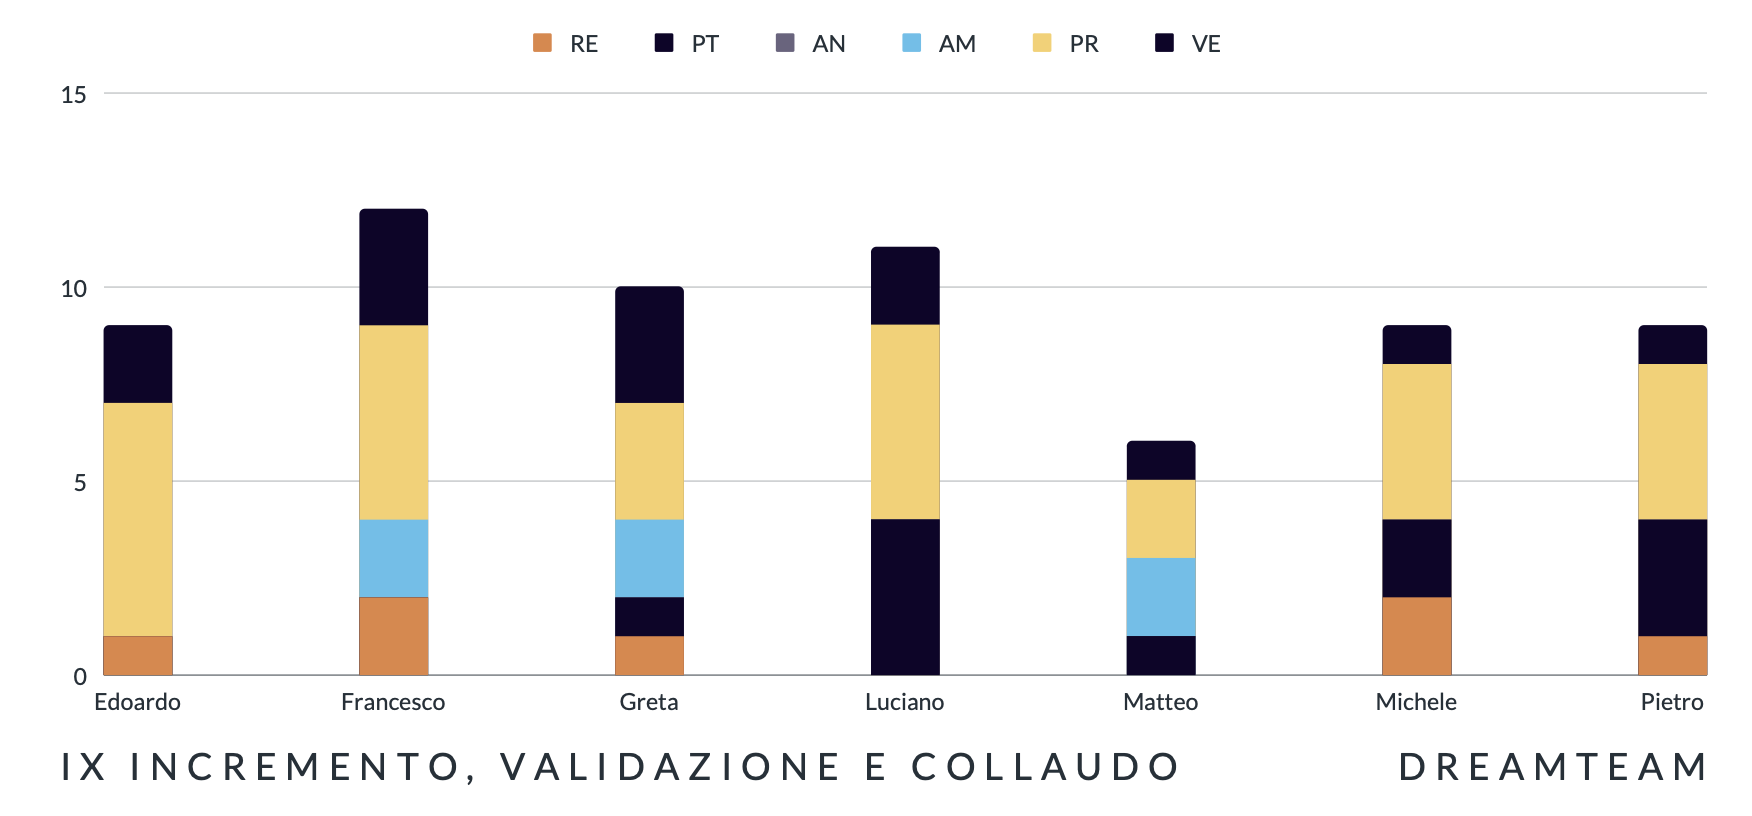 RE PT AN AM PR VE
15
10
5
0
Edoardo Francesco Greta Luciano Matteo Michele Pietro
IX INCREMENTO, VALIDAZIONE E COLLAUDO DREAMTEAM